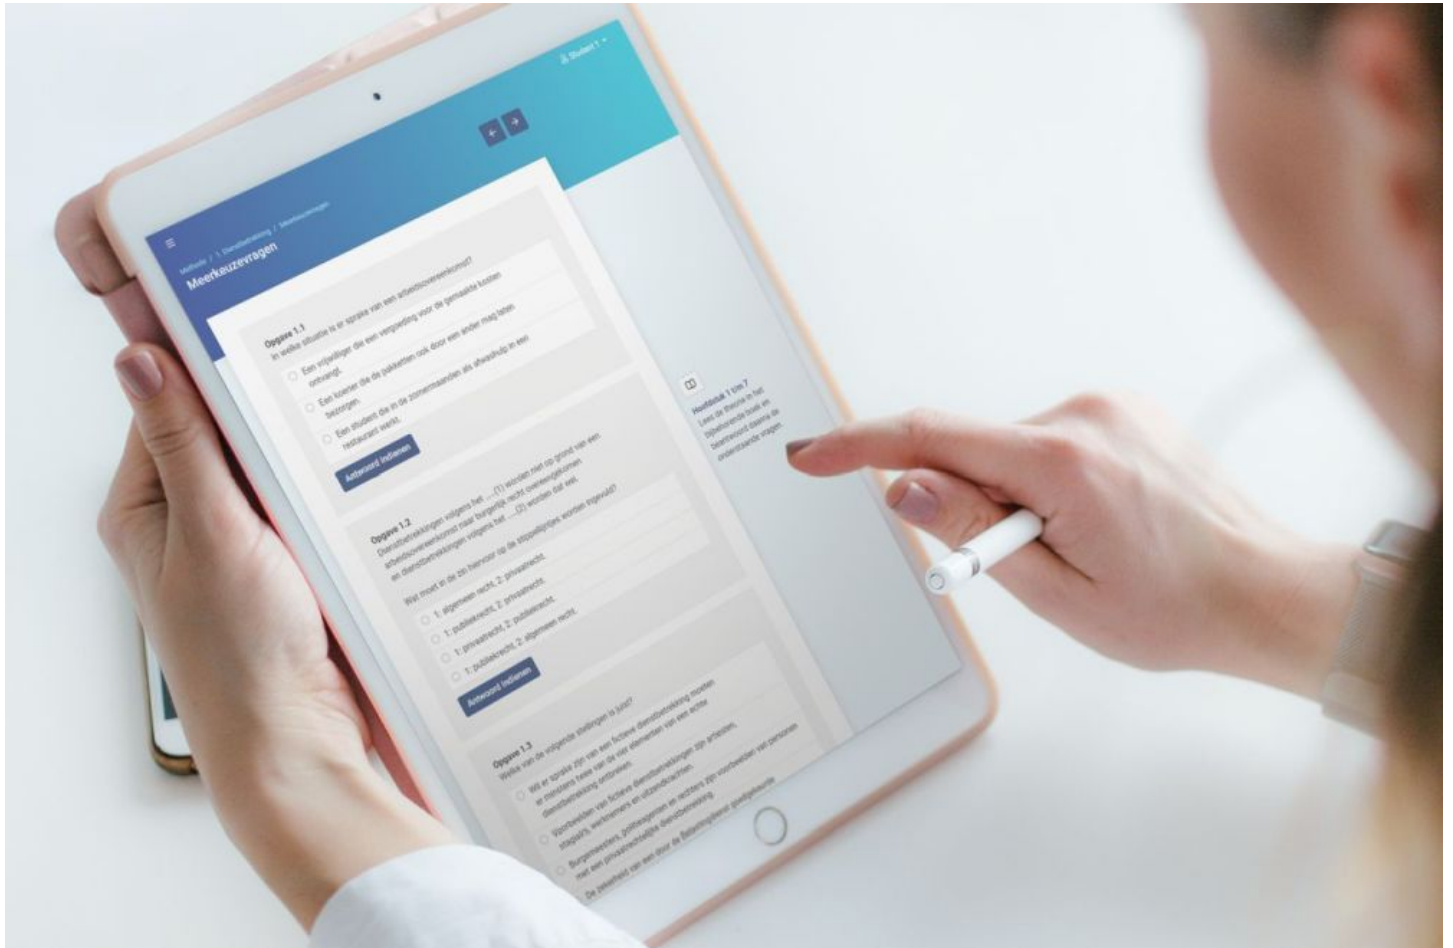 Student 1
Methode / 1. Dienstbetrekking / Meerkeuzevragen
Meerkeuzevragen
Opgave 1.1
In welke situatie is er sprake van een arbeidsovereenkomst?
Een vrijwilliger die een vergoeding voor de gemaakte kosten
ontvangt.
Een koerier die de pakketten ook door een ander mag laten
bezorgen.
Een student die in de zomermaanden als afwashulp in een
restaurant werkt.
Antwoord indienen
Opgave 1.2
Dienstbetrekkingen volgens het ....(1) worden niet op grond van een
arbeidsovereenkomst naar burgerlijk recht overeengekomen
en dienstbetrekkingen volgens het ....(2) worden dat wel.
Wat moet in de zin hiervoor op de stippellijntjes worden ingevuld?
1: algemeen recht, 2: privaatrecht.
1: publiekrecht, 2: privaatrecht.
1: privaatrecht, 2: publiekrecht.
1: publiekrecht, 2: algemeen recht.
Antwoord indienen
Opgave 1.3
Welke van de volgende stellingen is juist?
Wil er sprake zijn van een fictieve dienstbetrekking moeten
er minstens twee van de vier elementen van een echte
dienstbetrekking ontbreken.
Voorbeelden van fictieve dienstbetrekkingen zijn artiesten,
stagiairs, werknemers en uitzendkrachten.
Burgemeesters, politieagenten en rechters zijn voorbeelden van personen
met een privaatrechtelijke dienstbetrekking.
De zekerheid van een door de Belastingdienst goedgekeurde
Hoofdstuk 1 t/m 7
Lees de theorie in het
bijbehorende boek en
beantwoord daarna de
onderstaande vragen.